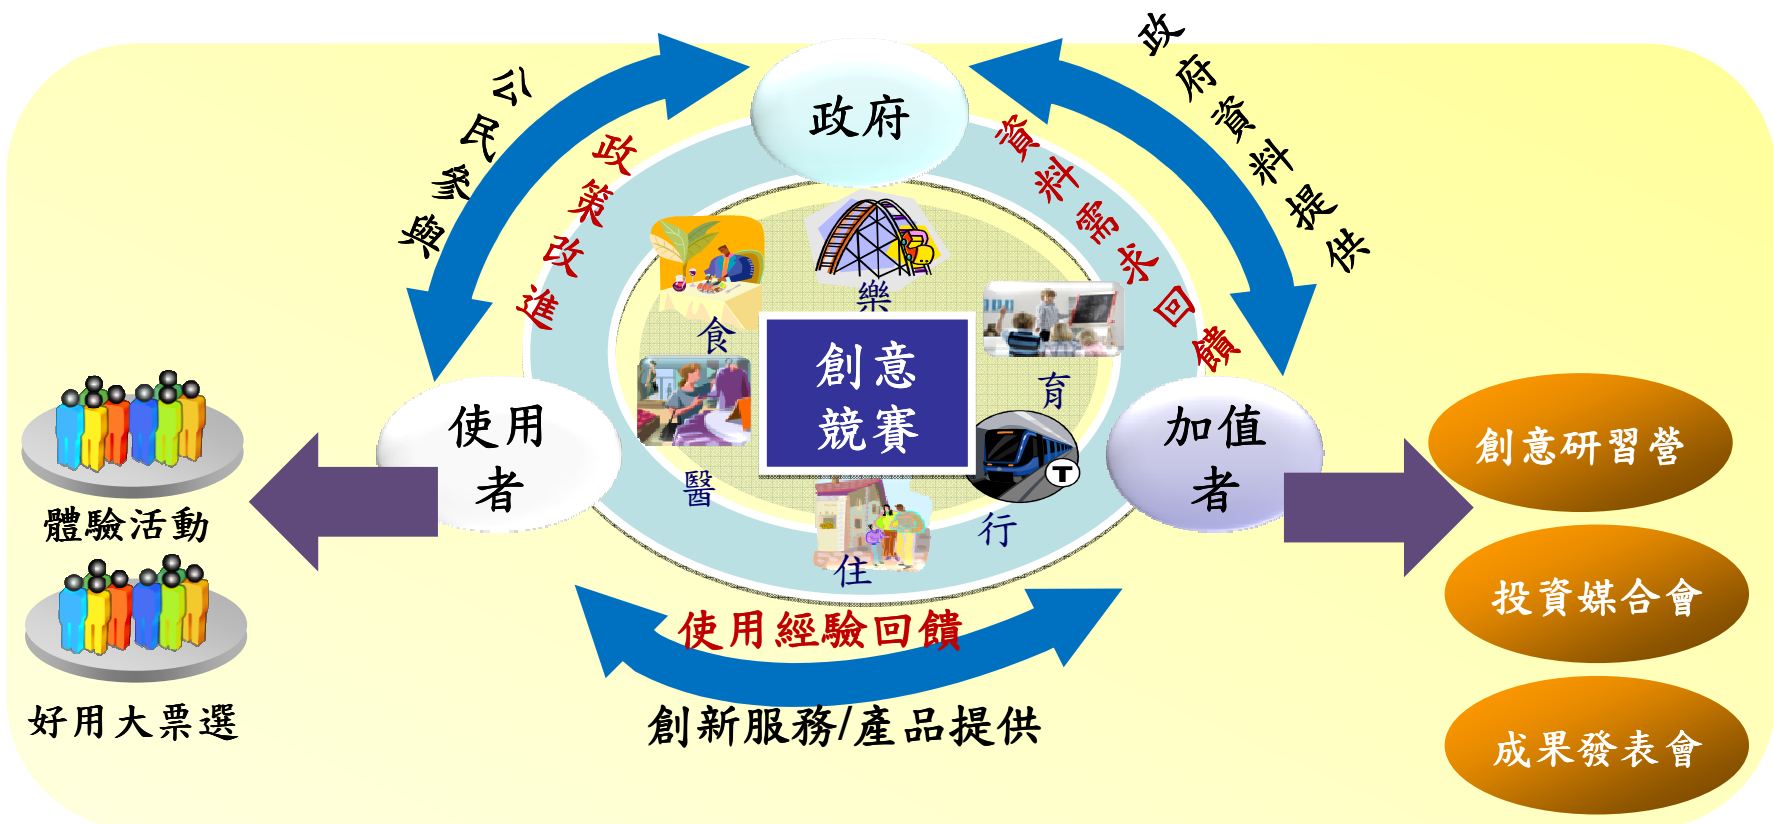 政府
公民參與
政策改進
政府資料提供
資料需求回饋
樂
食
育
創意
競賽
醫
行
住
使用
者
加值
者
體驗活動
好用大票選
創意研習營
投資媒合會
成果發表會
使用經驗回饋
創新服務/產品提供
T